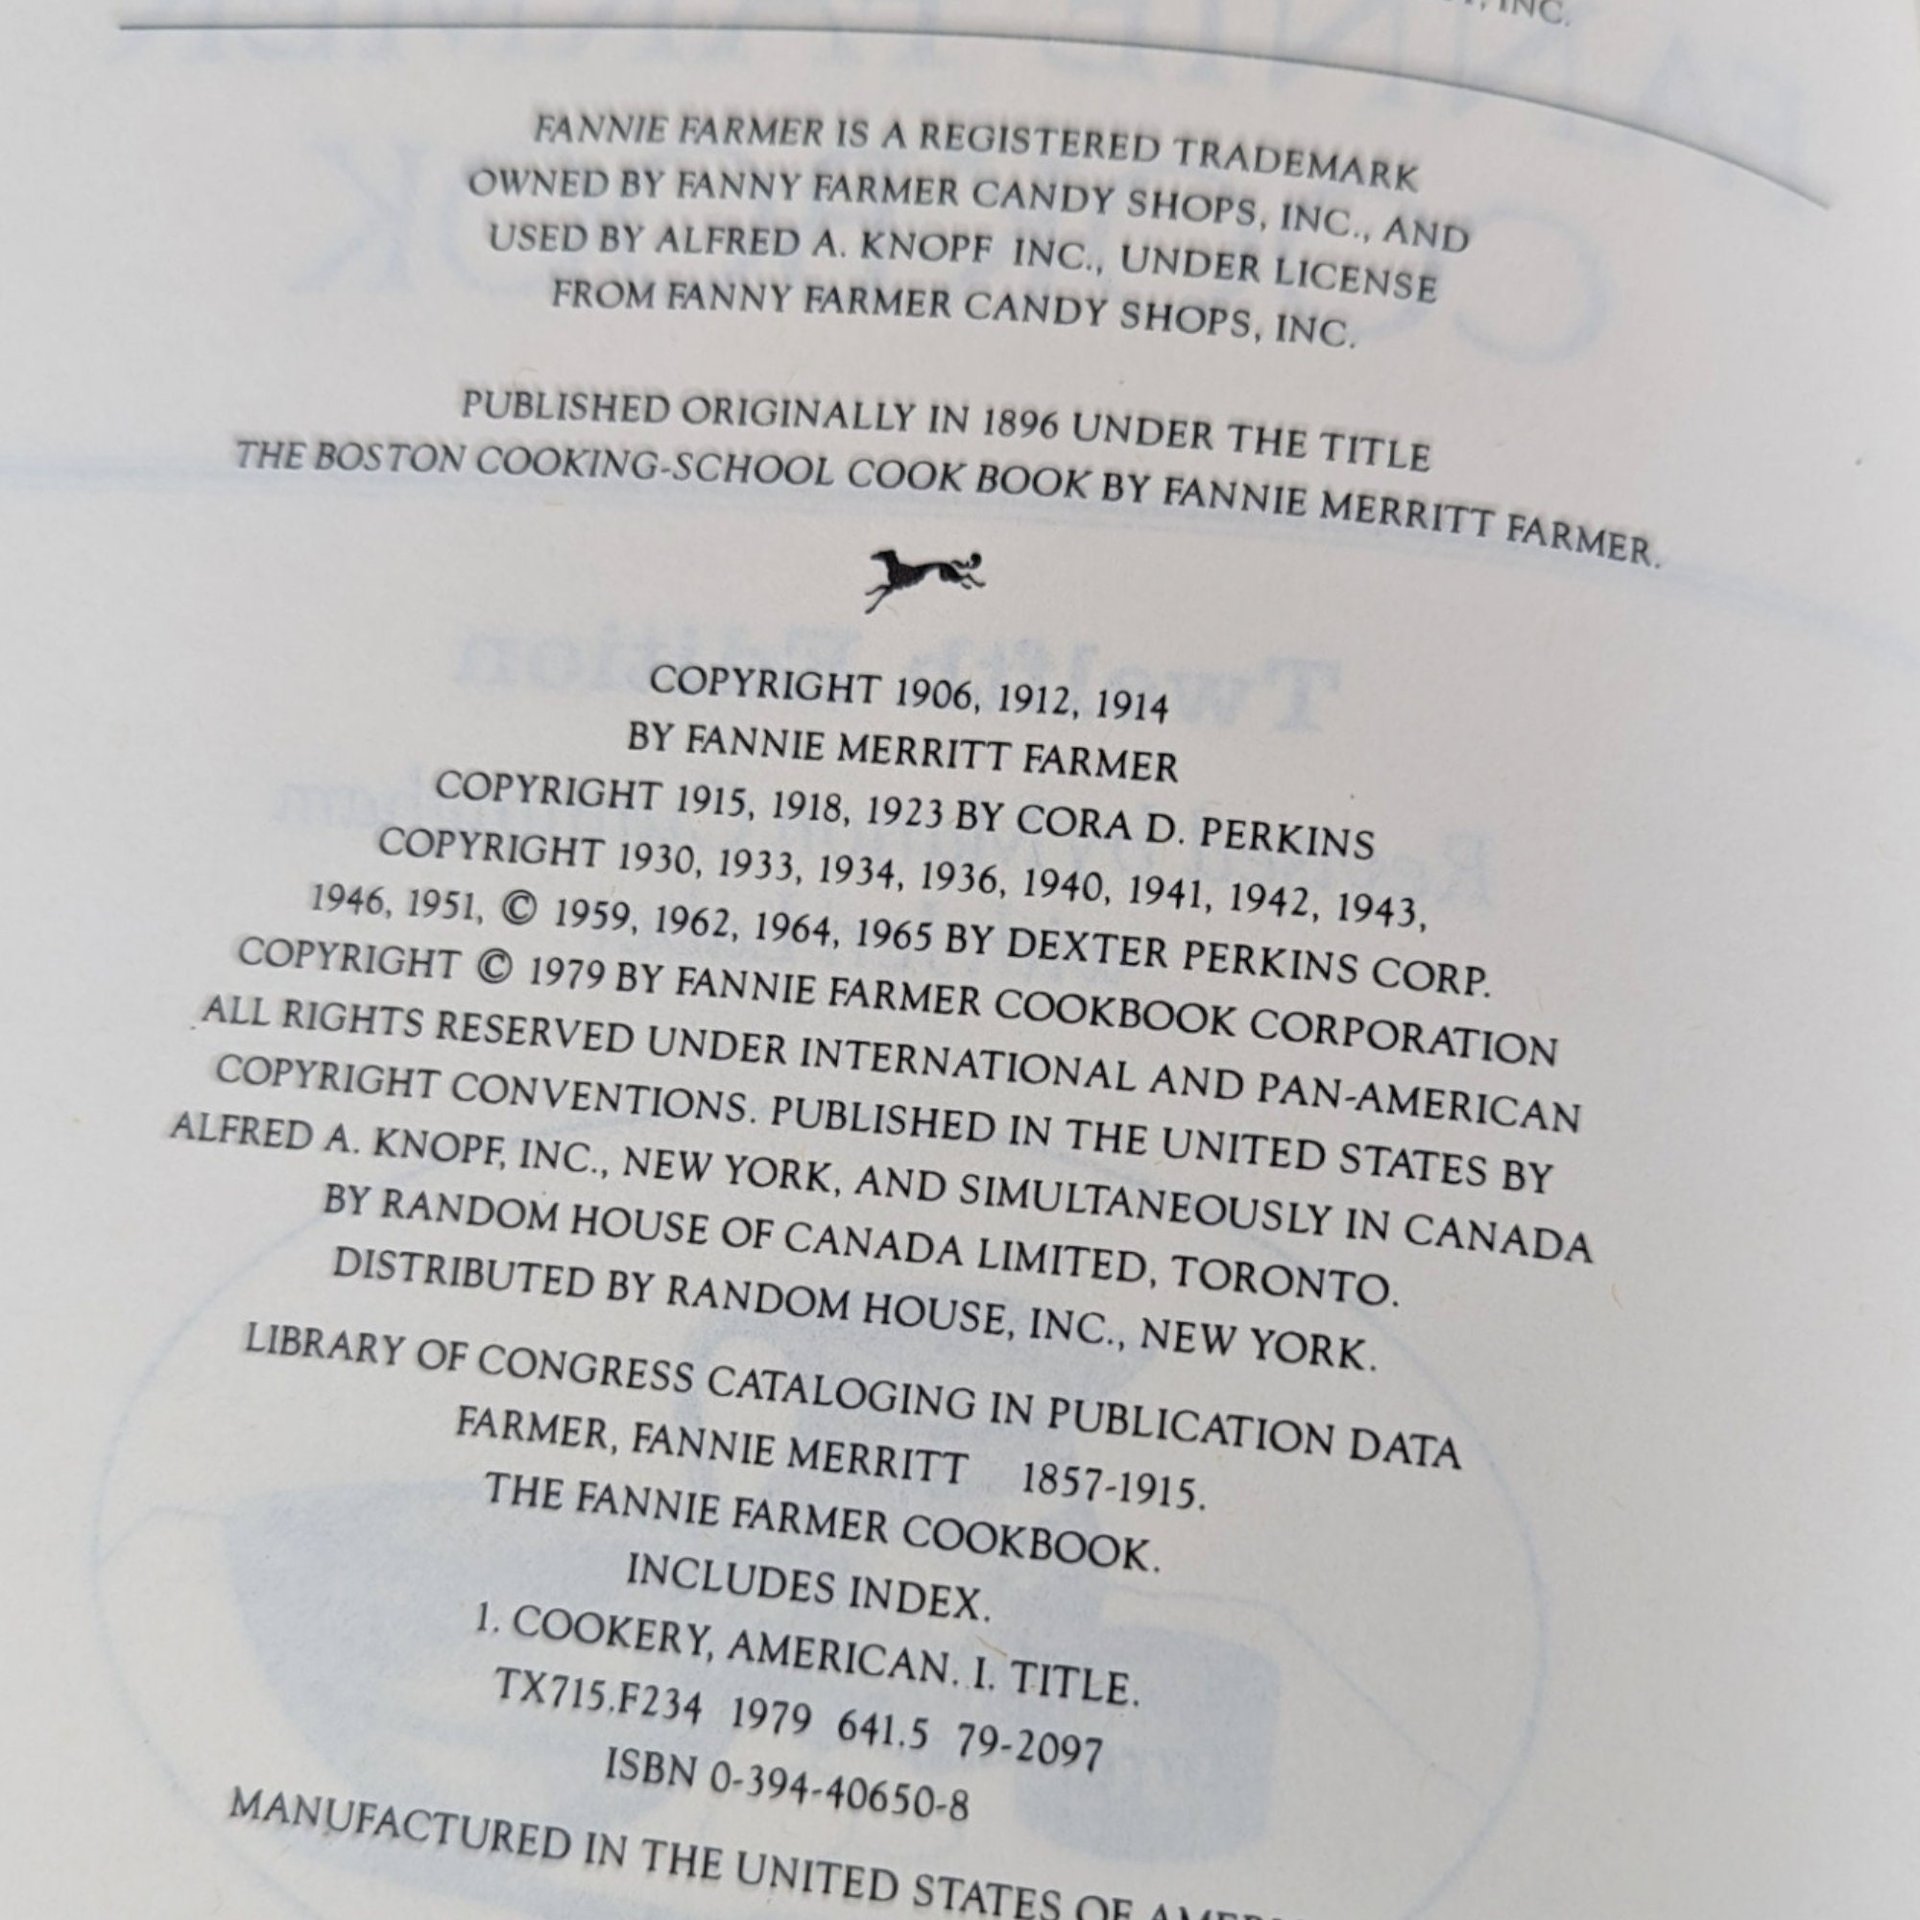 INC.
FANNIE FARMER IS A REGISTERED TRADEMARK
OWNED BY FANNY FARMER CANDY SHOPS, INC., AND
USED BY ALFRED A. KNOPF INC., UNDER LICENSE
FROM FANNY FARMER CANDY SHOPS, INC.
PUBLISHED ORIGINALLY IN 1896 UNDER THE TITLE
THE BOSTON COOKING-SCHOOL COOK BOOK BY FANNIE MERRITT FARMER.
COPYRIGHT 1906, 1912, 1914
BY FANNIE MERRITT FARMER
COPYRIGHT 1915, 1918, 1923 BY CORA D. PERKINS
COPYRIGHT 1930, 1933, 1934, 1936, 1940, 1941, 1942, 1943,
1946, 1951, © 1959, 1962, 1964, 1965 BY DEXTER PERKINS CORP.
COPYRIGHT © 1979 BY FANNIE FARMER COOKBOOK CORPORATION
ALL RIGHTS RESERVED UNDER INTERNATIONAL AND PAN-AMERICAN
COPYRIGHT CONVENTIONS. PUBLISHED IN THE UNITED STATES BY
ALFRED A. KNOPF, INC., NEW YORK, AND SIMULTANEOUSLY IN CANADA
BY RANDOM HOUSE OF CANADA LIMITED, TORONTO.
DISTRIBUTED BY RANDOM HOUSE, INC., NEW YORK.
LIBRARY OF CONGRESS CATALOGING IN PUBLICATION DATA
FARMER, FANNIE MERRITT 1857-1915.
THE FANNIE FARMER COOKBOOK.
INCLUDES INDEX.
1. COOKERY, AMERICAN. I. TITLE.
TX715.F234 1979 641.5 79-2097
ISBN 0-394-40650-8
MANUFACTURED IN THE UNITED STATES OF